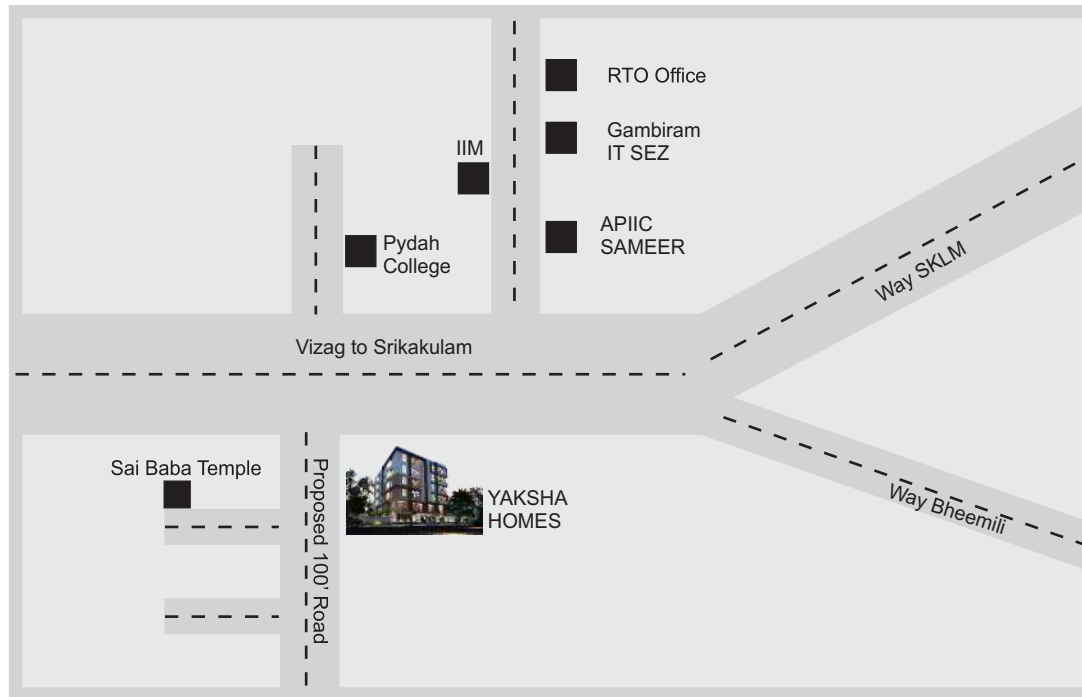 RTO Office
Gambiram
IT SEZ
IIM
APIIC
SAMEER
Pydah
College
Way SKLM
Vizag to Srikakulam
Sai Baba Temple
Proposed 100’ Road
YAKSHA
HOMES
Way Bheemili